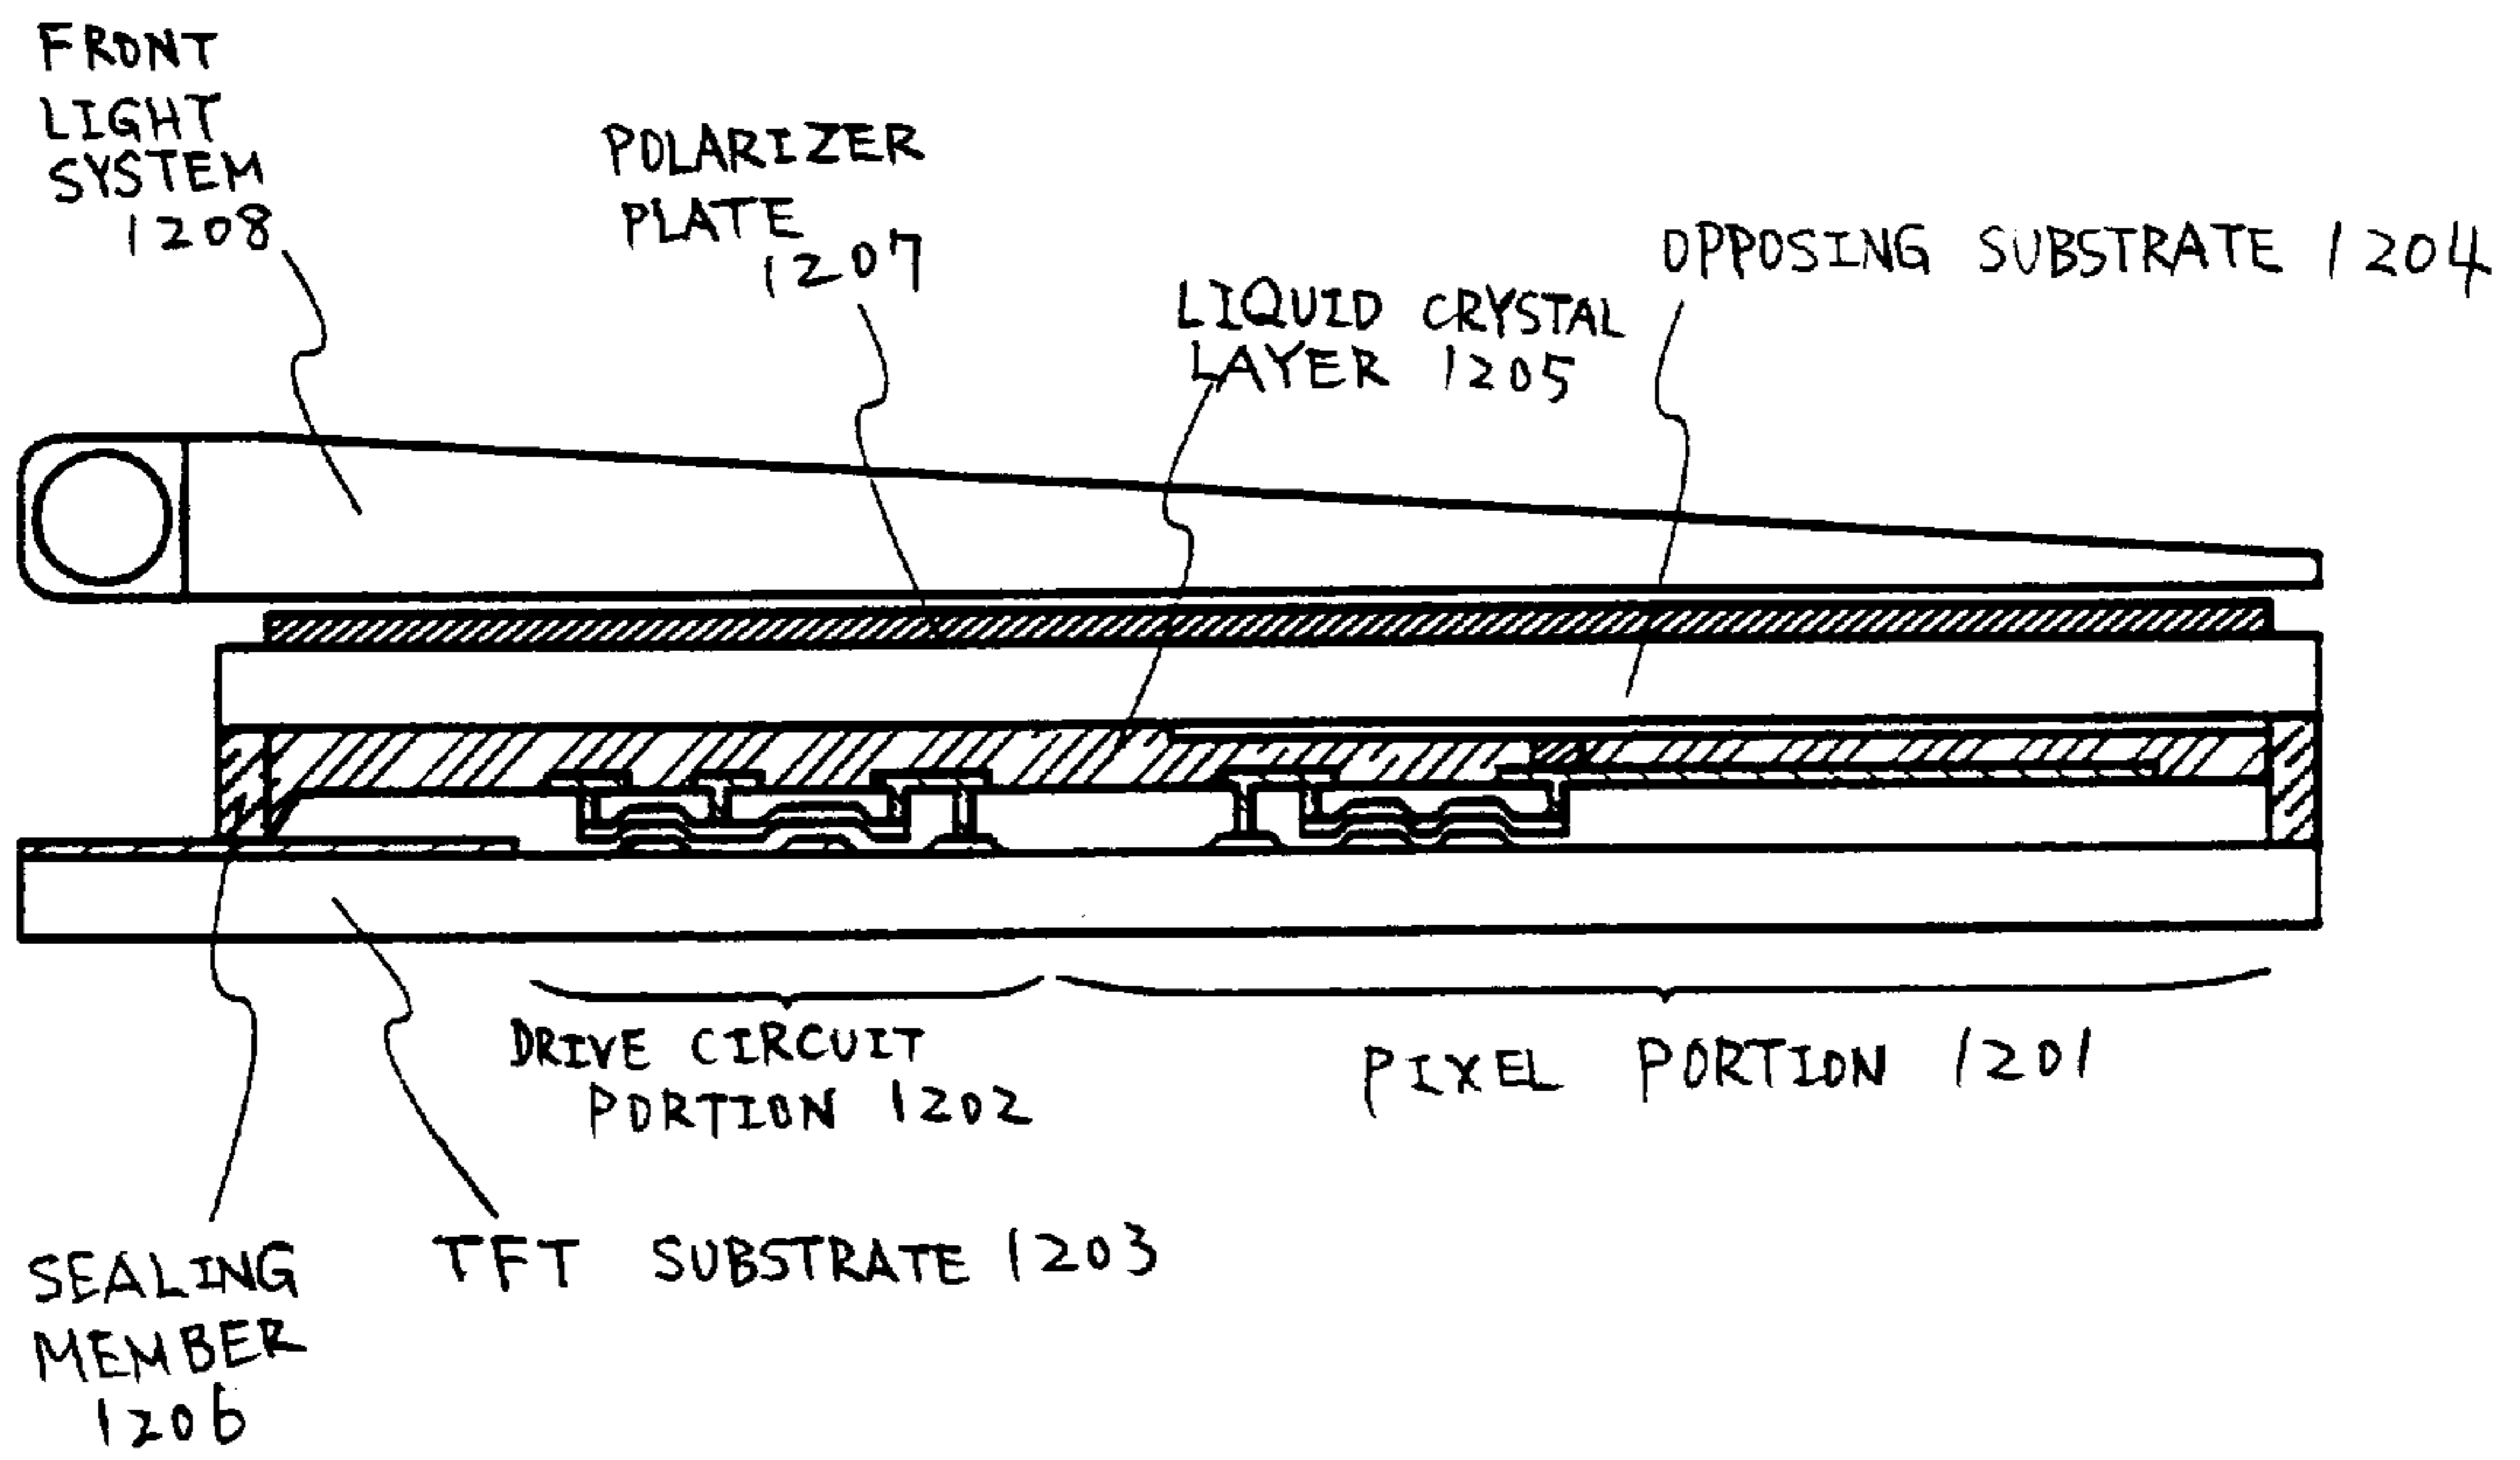 FRONT
LIGHT
SYSTEM
1208
POLARIZER
PLATE
1207
LIQUID CRYSTAL
LAYER 1205
OPPOSING SUBSTRATE 1204
DRIVE CIRCUIT
PORTION 1202
PIXEL PORTION 1201
SEALING
MEMBER
1206
TFT SUBSTRATE 1203